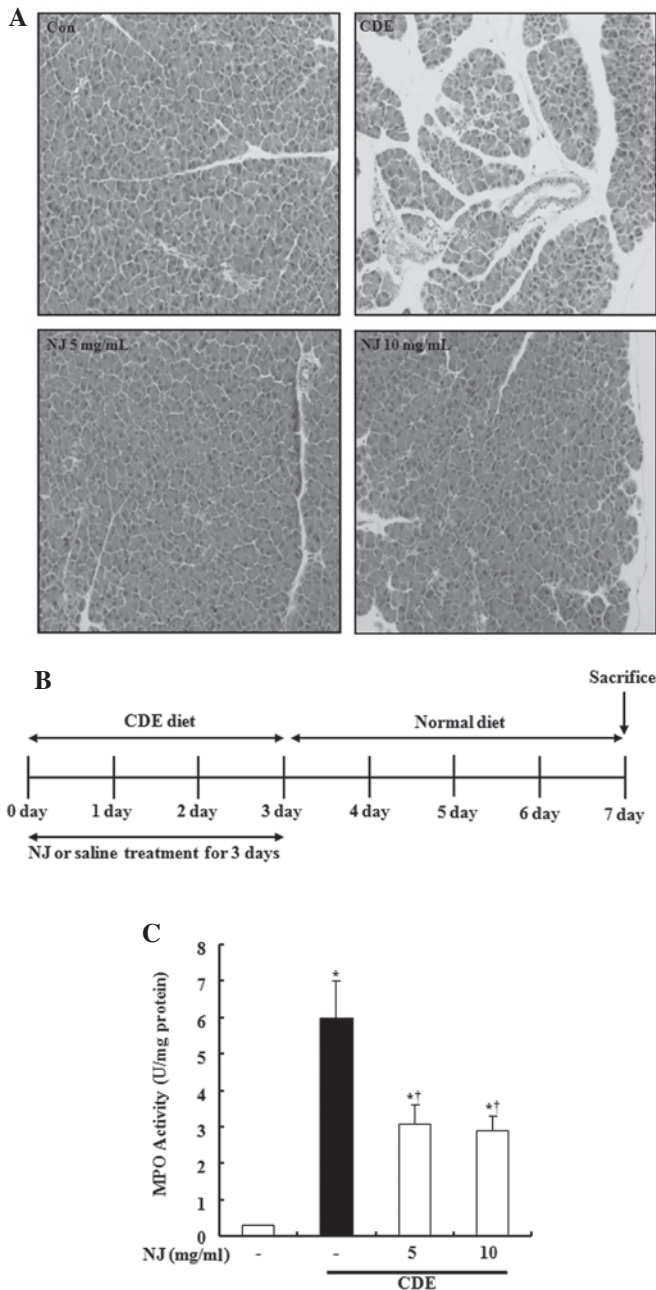 A
Con
CDE
NJ 5 mg/mL
NJ 10 mg/mL
B
Sacrifice
CDE diet
Normal diet
0 day 1 day 2 day 3 day 4 day 5 day 6 day 7 day
NJ or saline treatment for 3 days
C
MPO Activity (U/mg protein)
8
7
6
5
4
3
2
1
0
*
*†
*†
NJ (mg/ml) - - 5 10
CDE